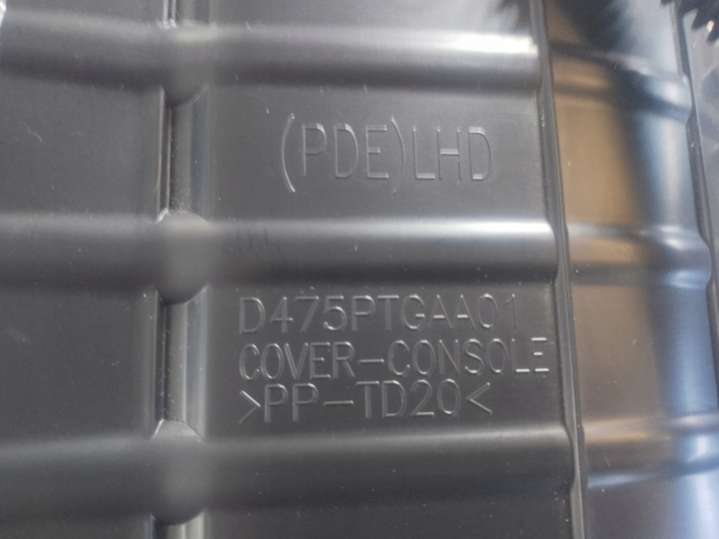 (PDE)LHD
D475PTGAA01
COVER-CONSOLE
>PP-TD20<